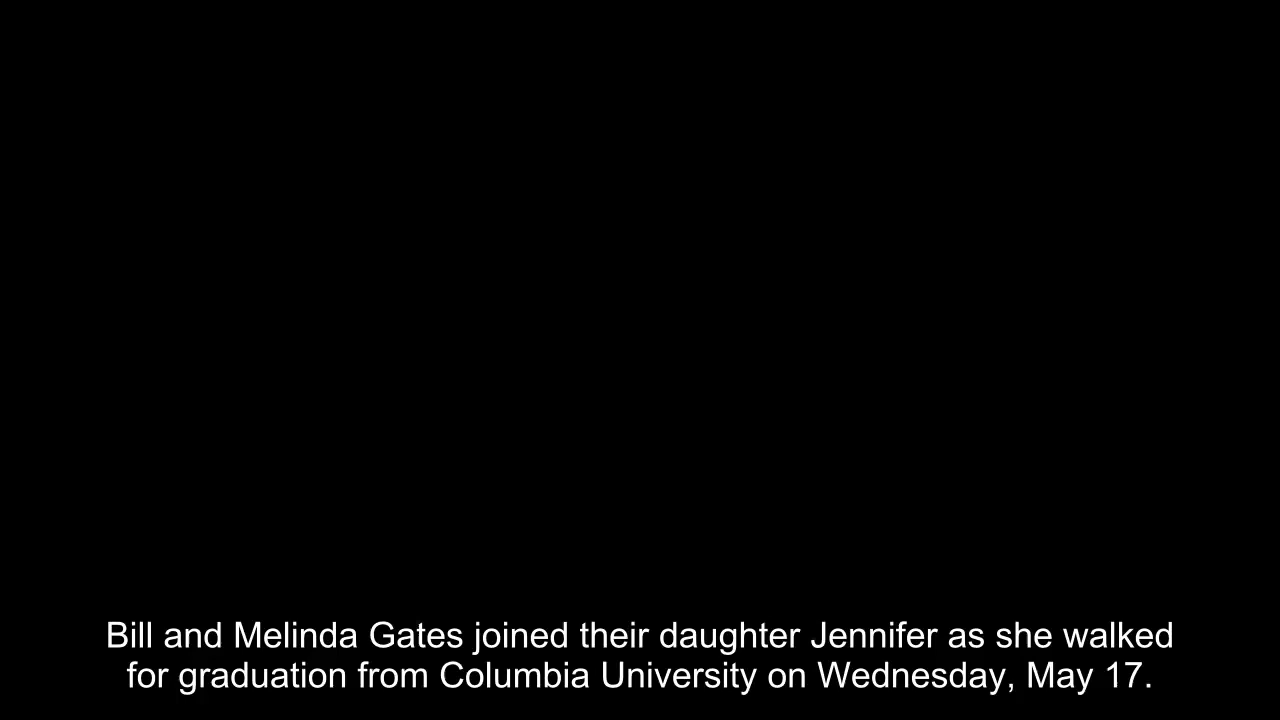 Bill and Melinda Gates joined their daughter Jennifer as she walked
for graduation from Columbia University on Wednesday, May 17.